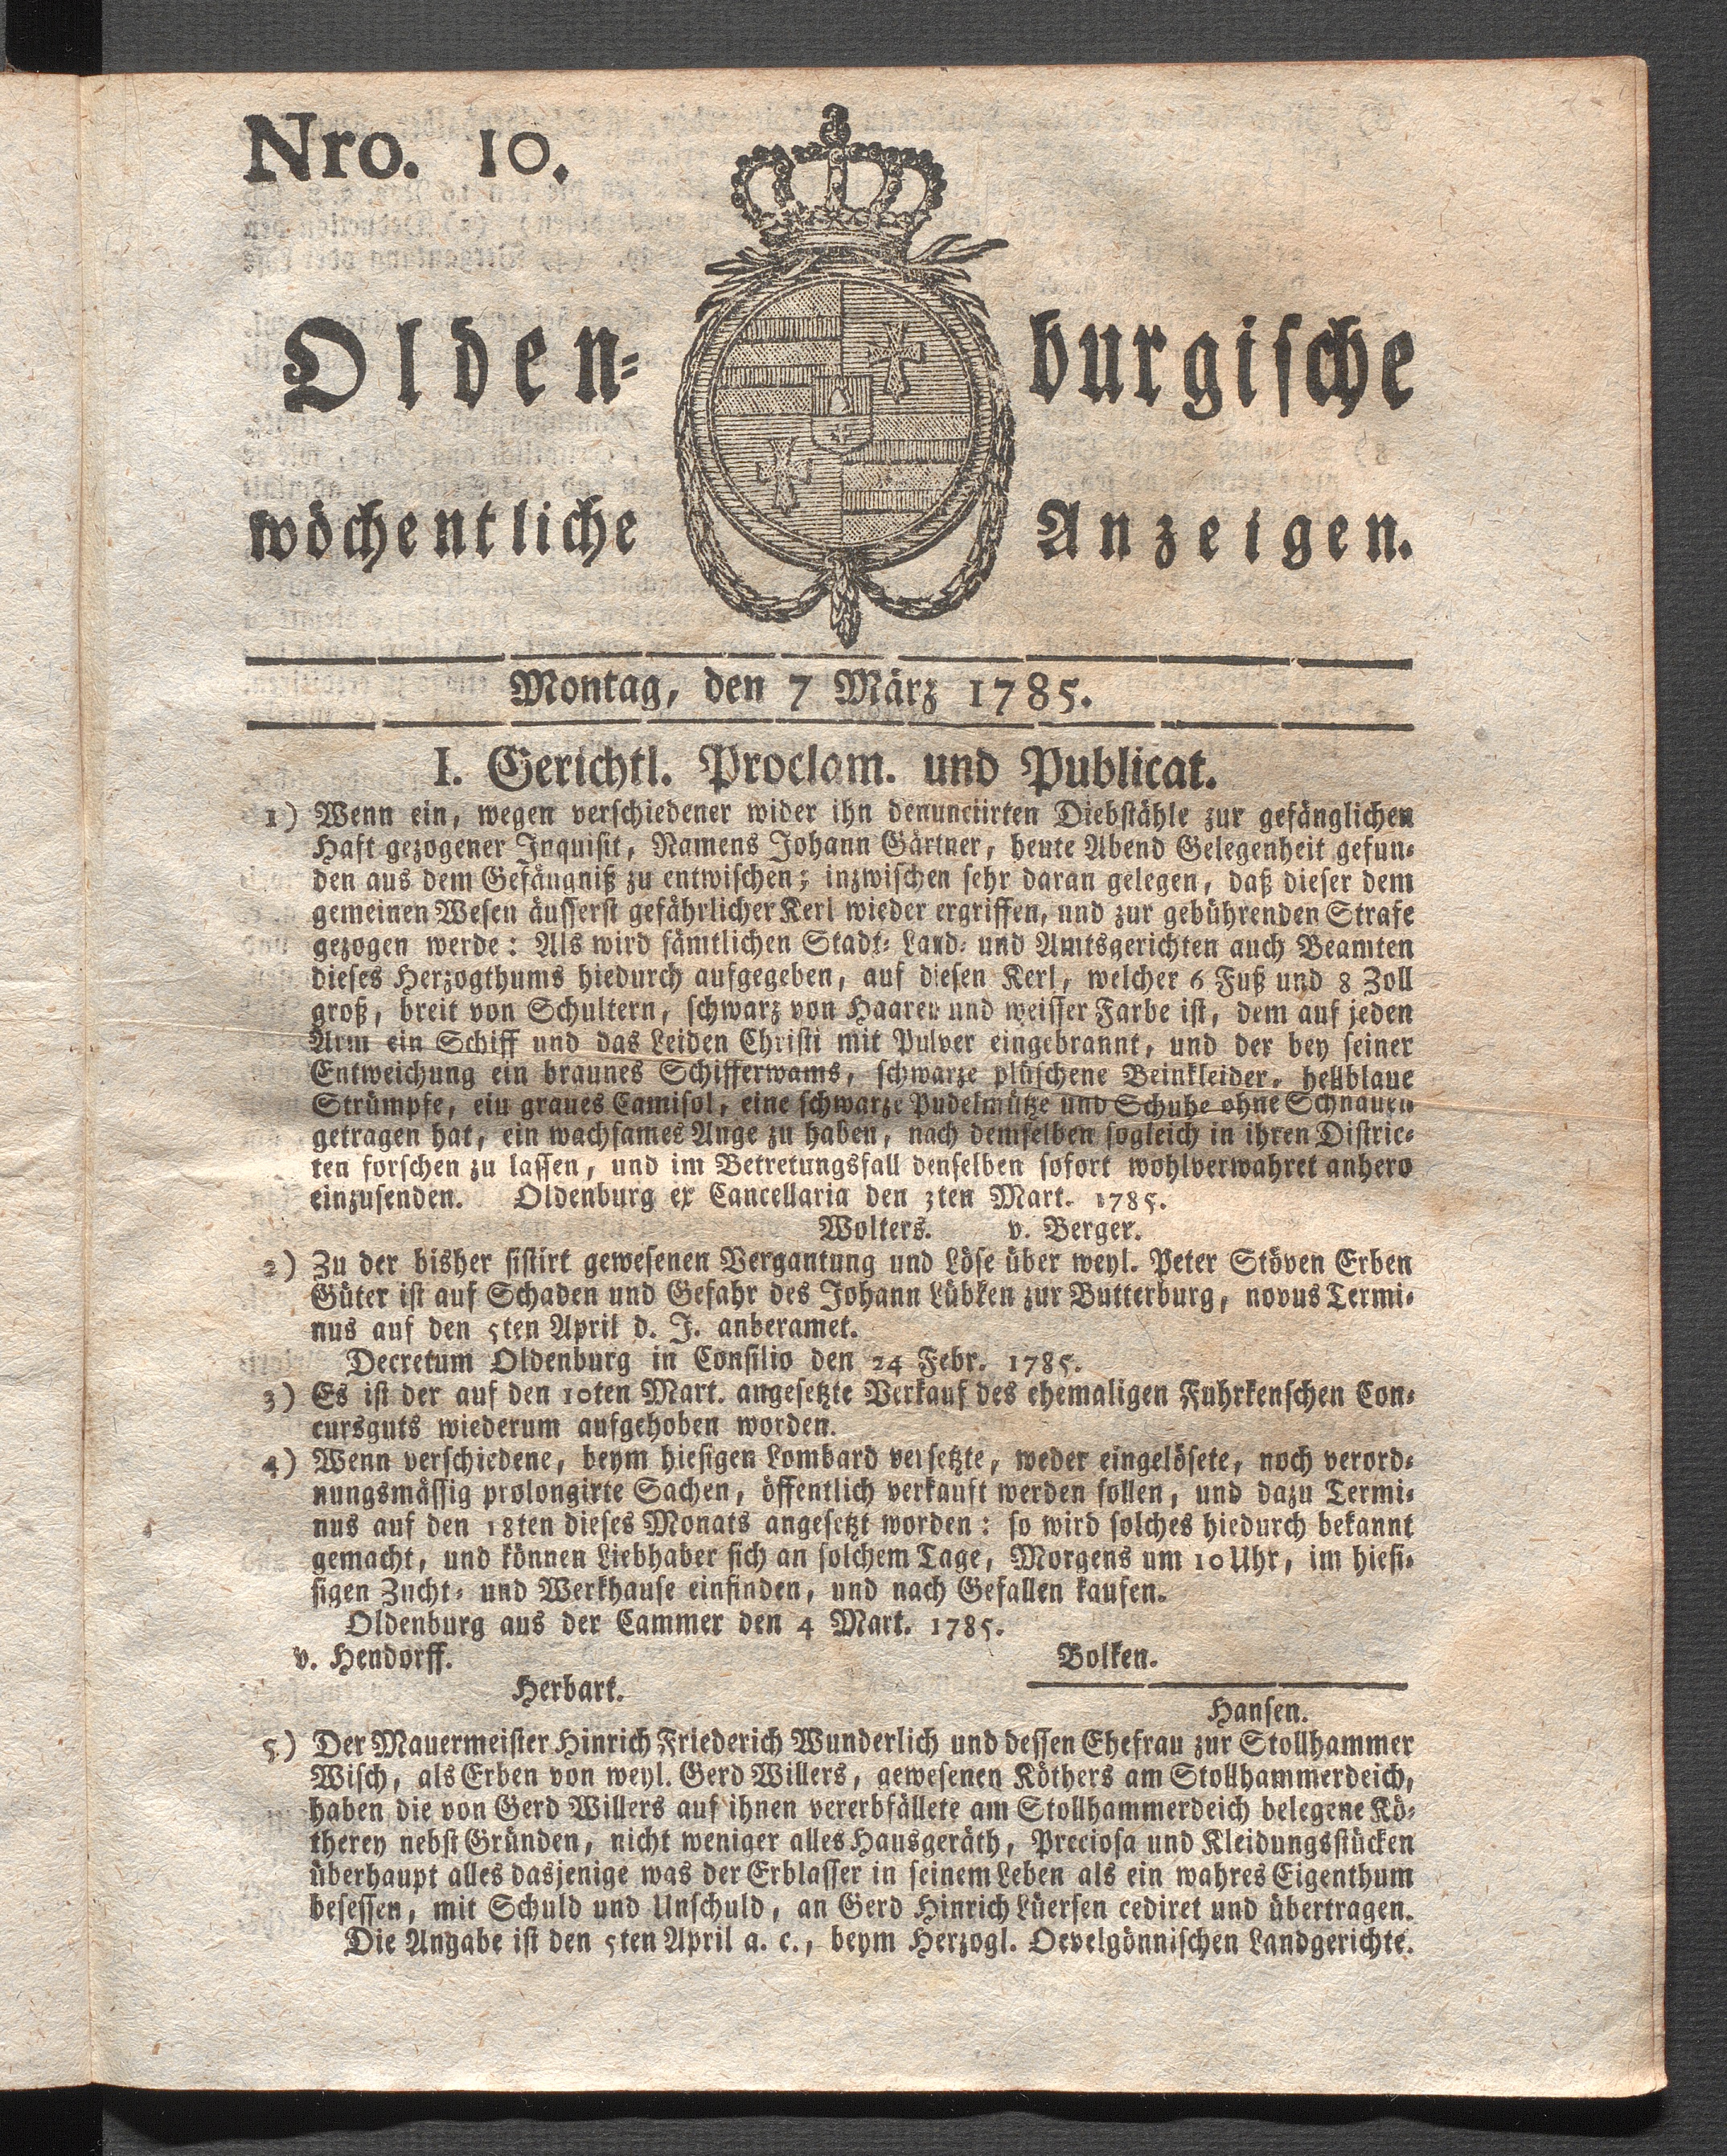 Nro. 10.
Olden- burgische
wöchentliche Anzeigen.
Montag, den 7 März 1785.
I. Gerichtl. Proclam. und Publicat.
1) Wenn ein, wegen verschiedener wider ihn denunciirten Diebstähle zur gefänglichen
Haft gezogener Inquisit, Namens Johann Gärtner, heute Abend Gelegenheit gefun-
den aus dem Gefängniß zu entwischen; inzwischen sehr daran gelegen, daß dieser dem
gemeinen Wesen äusserst gefährlicher Kerl wieder ergriffen, und zur gebührenden Strafe
gezogen werde: Als wird sämtlichen Stadt- Land- und Amtsgerichten auch Beamten
dieses Herzogthums hiedurch aufgegeben, auf diesen Kerl, welcher 6 Fuß und 8 Zoll
groß, breit von Schultern, schwarz von Haaren und weisser Farbe ist, dem auf jeden
Arm ein Schiff und das Leiden Christi mit Pulver eingebrannt, und der bey seiner
Entweichung ein braunes Schifferwams, schwarze plüschene Beinkleider, hellblaue
Strümpfe, ein graues Camisol, eine schwarze Pudelmütze und Schuhe ohne Schnallen
getragen hat, ein wachsames Auge zu haben, nach demselben sogleich in ihren Distric-
ten forschen zu lassen, und im Betretungsfall denselben sofort wohlverwahret anhero
einzusenden. Oldenburg ex Cancellaria den 3ten Mart. 1785.
Wolters. v. Berger.
2) Zu der bisher sistirt gewesenen Vergantung und Löse über weyl. Peter Stöven Erben
Güter ist auf Schaden und Gefahr des Johann Lübken zur Butterburg, novus Termi-
nus auf den 5ten April d. J. anberamet.
Decretum Oldenburg in Consilio den 24 Febr. 1785.
3) Es ist der auf den 10ten Mart. angesetzte Verkauf des ehemaligen Fuhrkenschen Con-
cursguts wiederum aufgehoben worden.
4) Wenn verschiedene, beym hiesigen Lombard versetzte, weder eingelösete, noch verord-
nungsmässig prolongirte Sachen, öffentlich verkauft werden sollen, und dazu Termi-
nus auf den 18ten dieses Monats angesetzt worden: so wird solches hiedurch bekannt
gemacht, und können Liebhaber sich an solchem Tage, Morgens um 10 Uhr, im hiesi-
sigen Zucht- und Werkhause einfinden, und nach Gefallen kaufen.
Oldenburg aus der Cammer den 4 Mart. 1785.
v. Hendorff. Bolken.
Herbart.
Hansen.
5) Der Mauermeister Hinrich Friederich Wunderlich und dessen Ehefrau zur Stollhammer
Wisch, als Erben von weyl. Gerd Willers, gewesenen Köthers am Stollhammerdeich,
haben die von Gerd Willers auf ihnen vererbfällete am Stollhammerdeich belegene Kö-
therey nebst Gründen, nicht weniger alles Hausgeräth, Preciosa und Kleidungsstücken
überhaupt alles dasjenige was der Erblasser in seinem Leben als ein wahres Eigenthum
besessen, mit Schuld und Unschuld, an Gerd Hinrich Lüersen cediret und übertragen.
Die Angabe ist den 5ten April a. c., beym Herzogl. Oevelgönnischen Landgerichte.